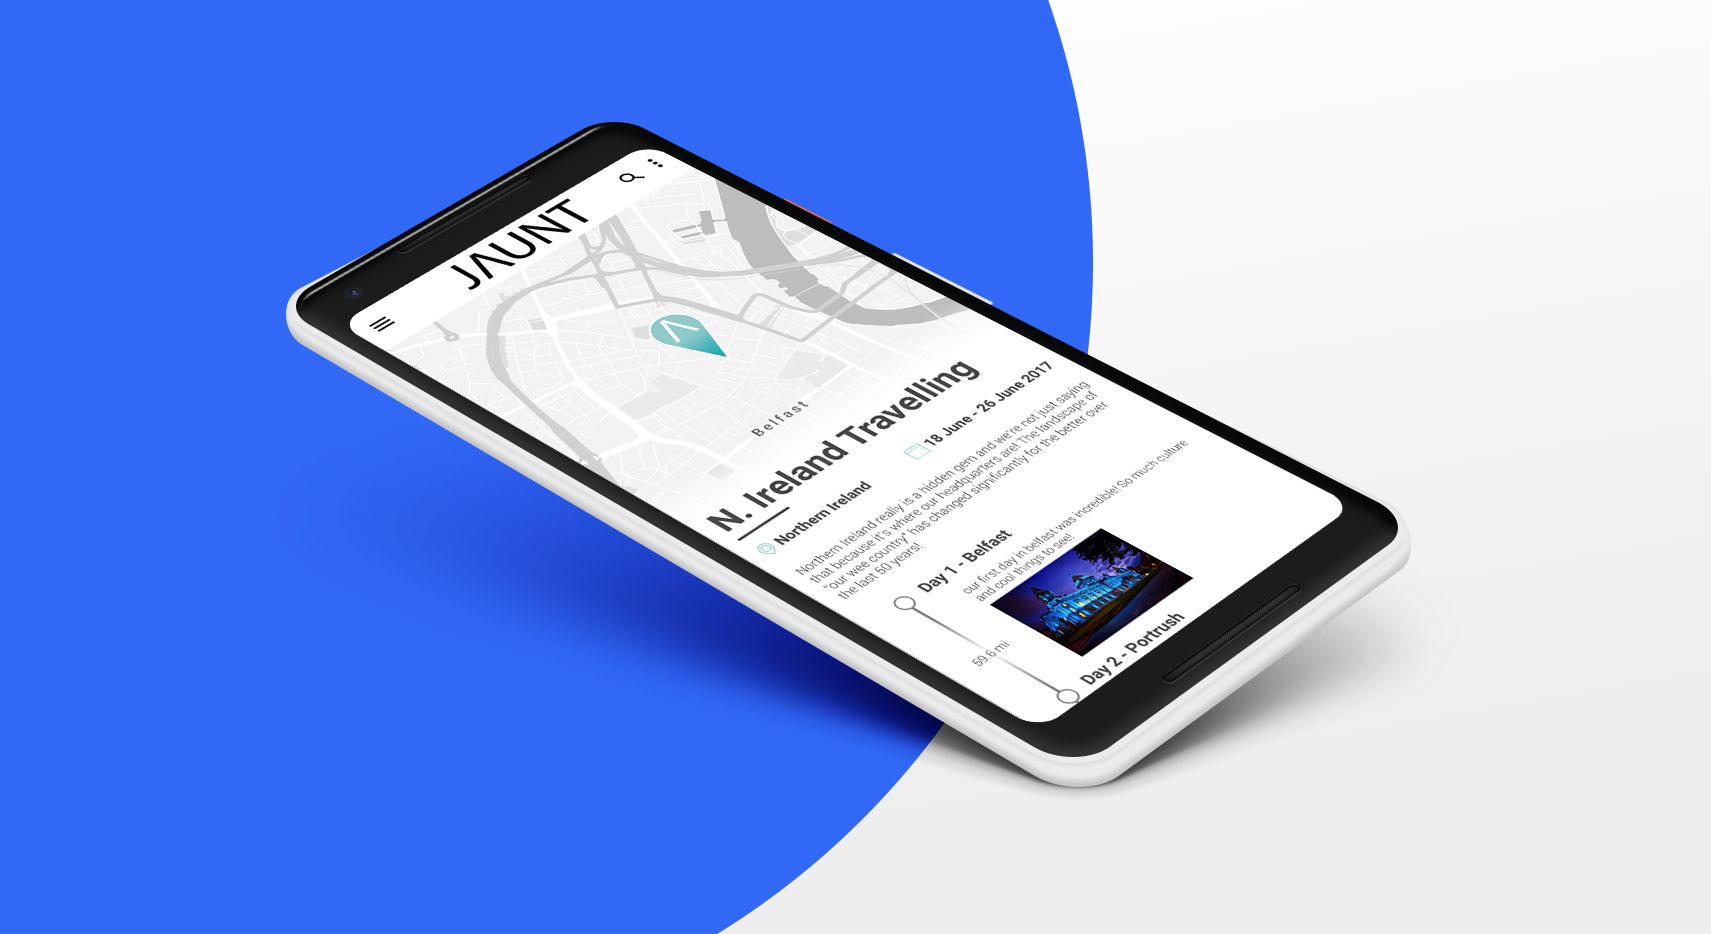 JAUNT
Belfast
N. Ireland Travelling
Northern Ireland
18 June - 26 June 2017
Northern Ireland really is a hidden gem and we're not just saying
that because it's where our headquarters are! The landscape of
"our wee country" has changed significantly for the better over
the last 50 years!
Day 1 - Belfast
our first day in belfast was incredible! So much culture
and cool things to see!
59.6 mi
Day 2 - Portrush